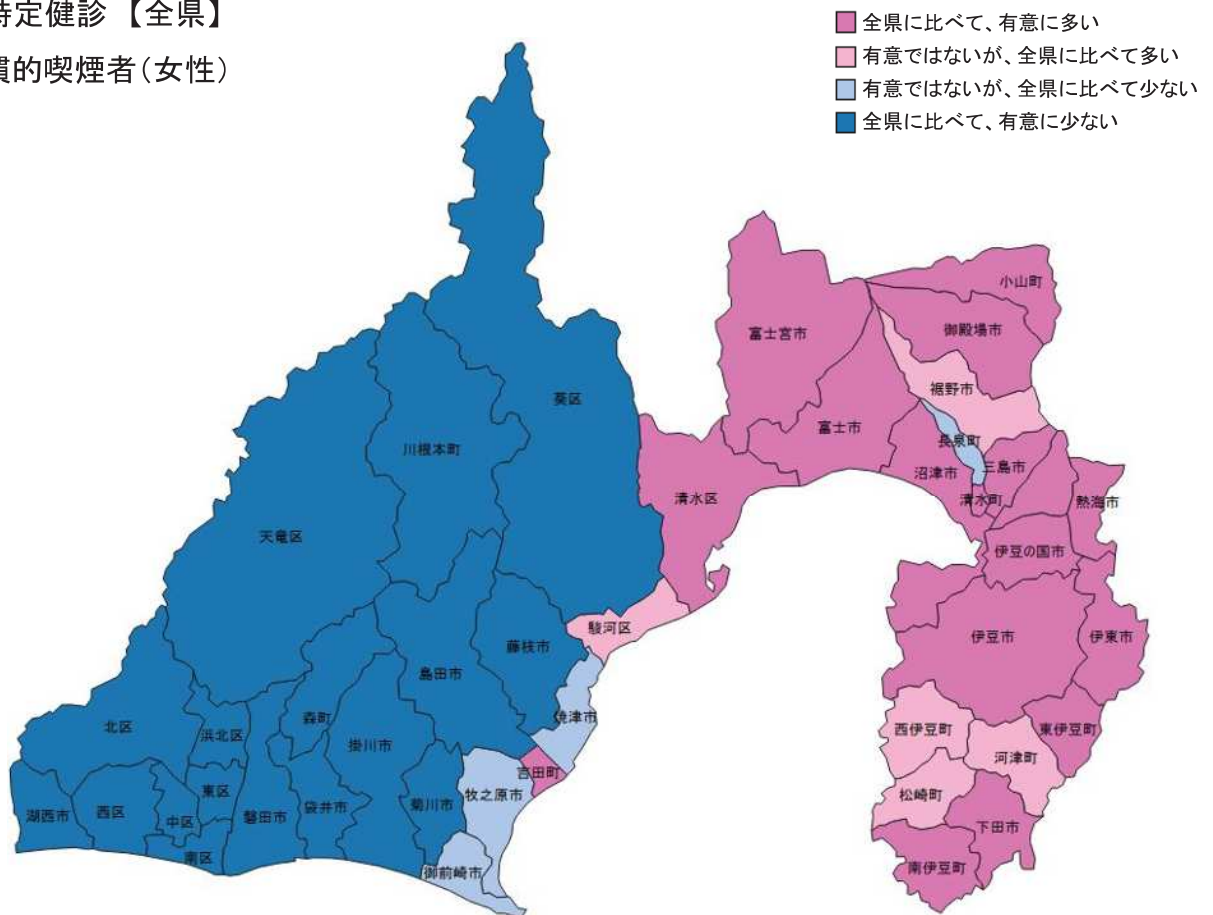 特定健診 【全県】
慣的喫煙者(女性)
全県に比べて、有意に多い
有意ではないが、全県に比べて多い
有意ではないが、全県に比べて少ない
全県に比べて、有意に少ない
小山町
御殿場市
富士宮市
裾野市
葵区
富士市
長泉町
川根本町
三島市
沼津市
清水区
清水町
熱海市
天竜区
伊豆の国市
駿河区
伊豆市
伊東市
藤枝市
島田市
焼津市
森町
北区
浜北区
掛川市
西伊豆町
東伊豆町
河津町
吉田町
東区
牧之原市
松崎町
湖西市
西区
中区
磐田市
袋井市
菊川市
下田市
南区
御前崎市
南伊豆町